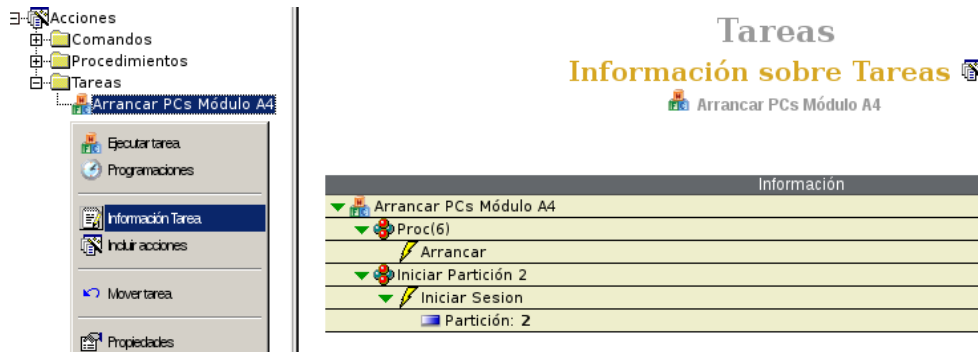 Acciones
Comandos
Procedimientos
Tareas
Arrancar PCs Módulo A4
Ejecutar tarea
Programaciones
Información Tarea
Incluir acciones
Mover tarea
Propiedades
Tareas
Información sobre Tareas
Arrancar PCs Módulo A4
Información
Arrancar PCs Módulo A4
Proc(6)
Arrancar
Iniciar Partición 2
Iniciar Sesion
Partición: 2